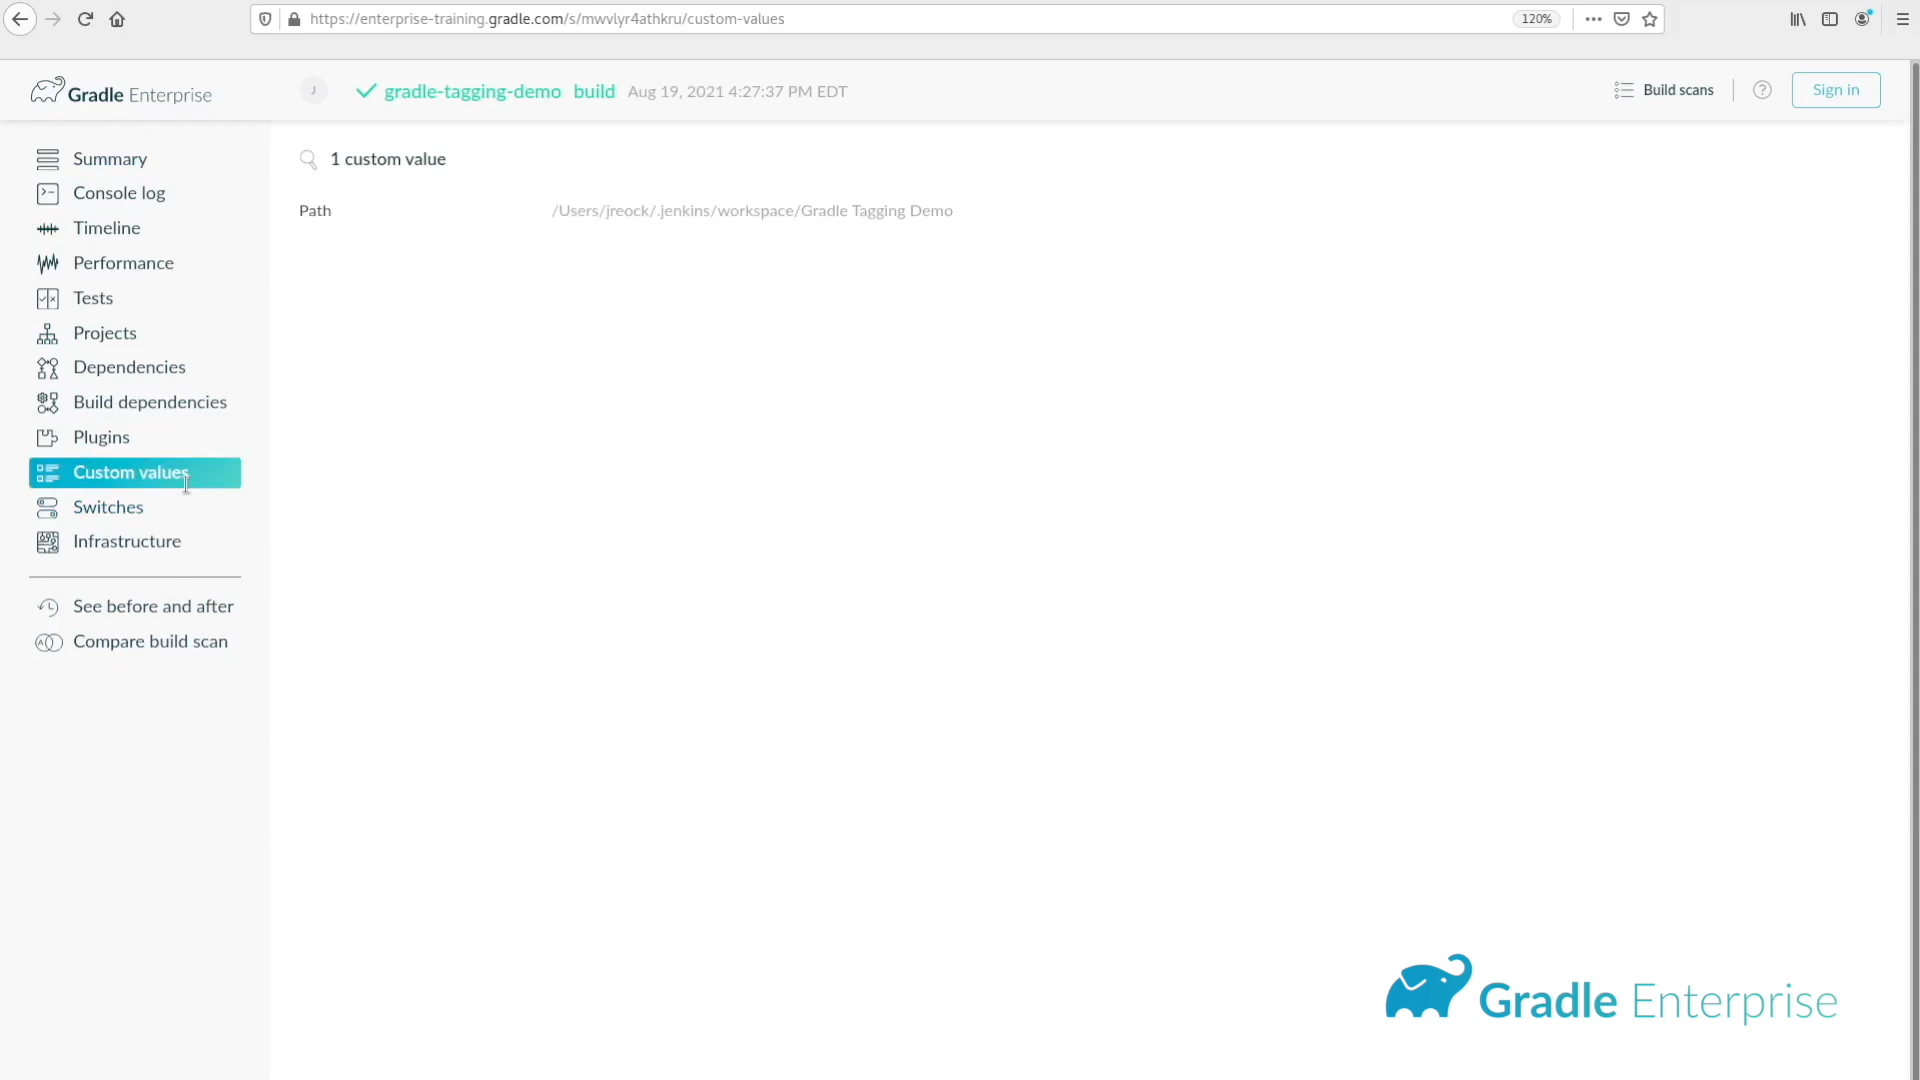 https://enterprise-training.gradle.com/s/mwvlyr4athkru/custom-values
120%
Gradle Enterprise
J
gradle-tagging-demo build Aug 19, 2021 4:27:37 PM EDT
Build scans
?
Sign in
Summary
Console log
Timeline
Performance
Tests
Projects
Dependencies
Build dependencies
Plugins
Custom values
Switches
Infrastructure
See before and after
Compare build scan
1 custom value
Path /Users/jreock/.jenkins/workspace/Gradle Tagging Demo
Gradle Enterprise